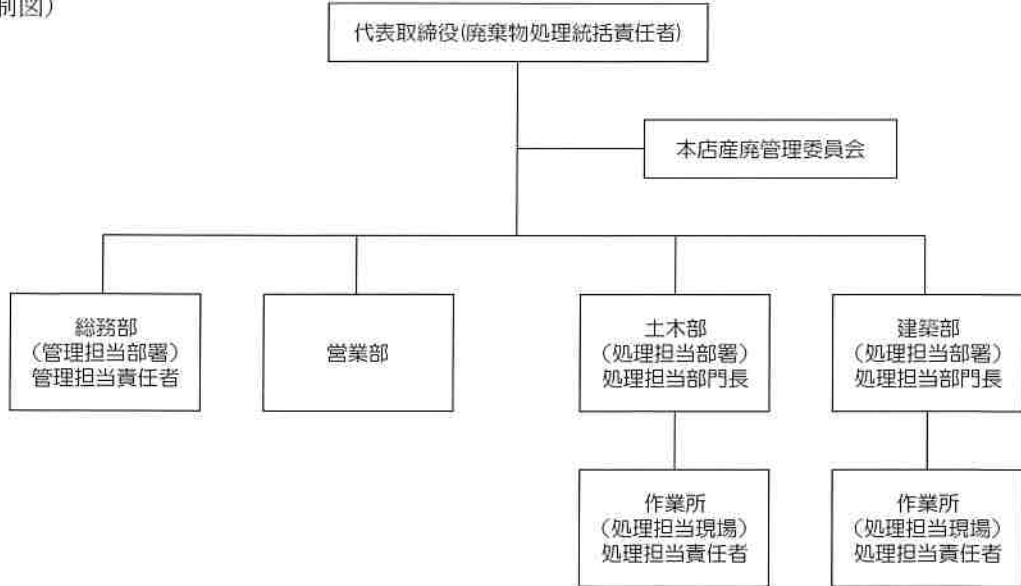 制図）
代表取締役(廃棄物処理統括責任者)
本店産廃管理委員会
総務部
（管理担当部署）
管理担当責任者
営業部
土木部
（処理担当部署）
処理担当部門長
建築部
（処理担当部署）
処理担当部門長
作業所
（処理担当現場）
処理担当責任者
作業所
（処理担当現場）
処理担当責任者